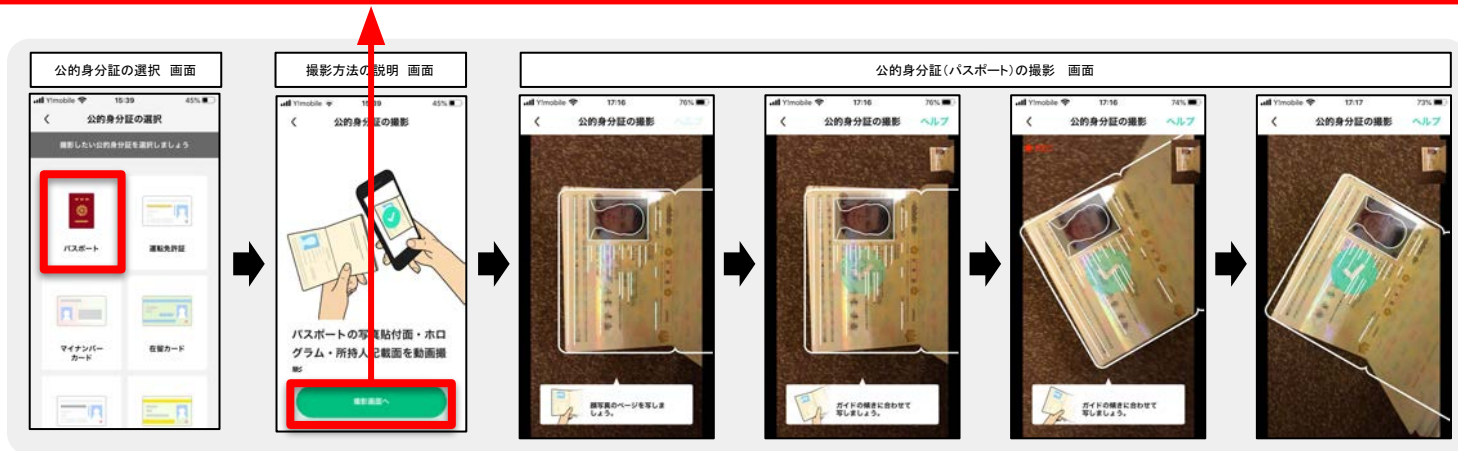 公的身分証の選択 画面
撮影方法の説明 画面
公的身分証(パスポート)の撮影 画面
Y!mobile 15:39 45%
公的身分証の選択
撮影したい公的身分証を選択しましょう
パスポート
運転免許証
マイナンバー
カード
在留カード
Y!mobile 15:39 45%
公的身分証の撮影
パスポートの写真貼付面・ホロ
グラム・所持人記載面を動画撮
影
撮影画面へ
Y!mobile 17:16 76%
公的身分証の撮影 ヘルプ
顔写真のページを写しま
しょう。
Y!mobile 17:16 76%
公的身分証の撮影 ヘルプ
ガイドの傾きに合わせて
写しましょう。
Y!mobile 17:16 74%
公的身分証の撮影 ヘルプ
ガイドの傾きに合わせて
写しましょう。
Y!mobile 17:17 73%
公的身分証の撮影 ヘルプ